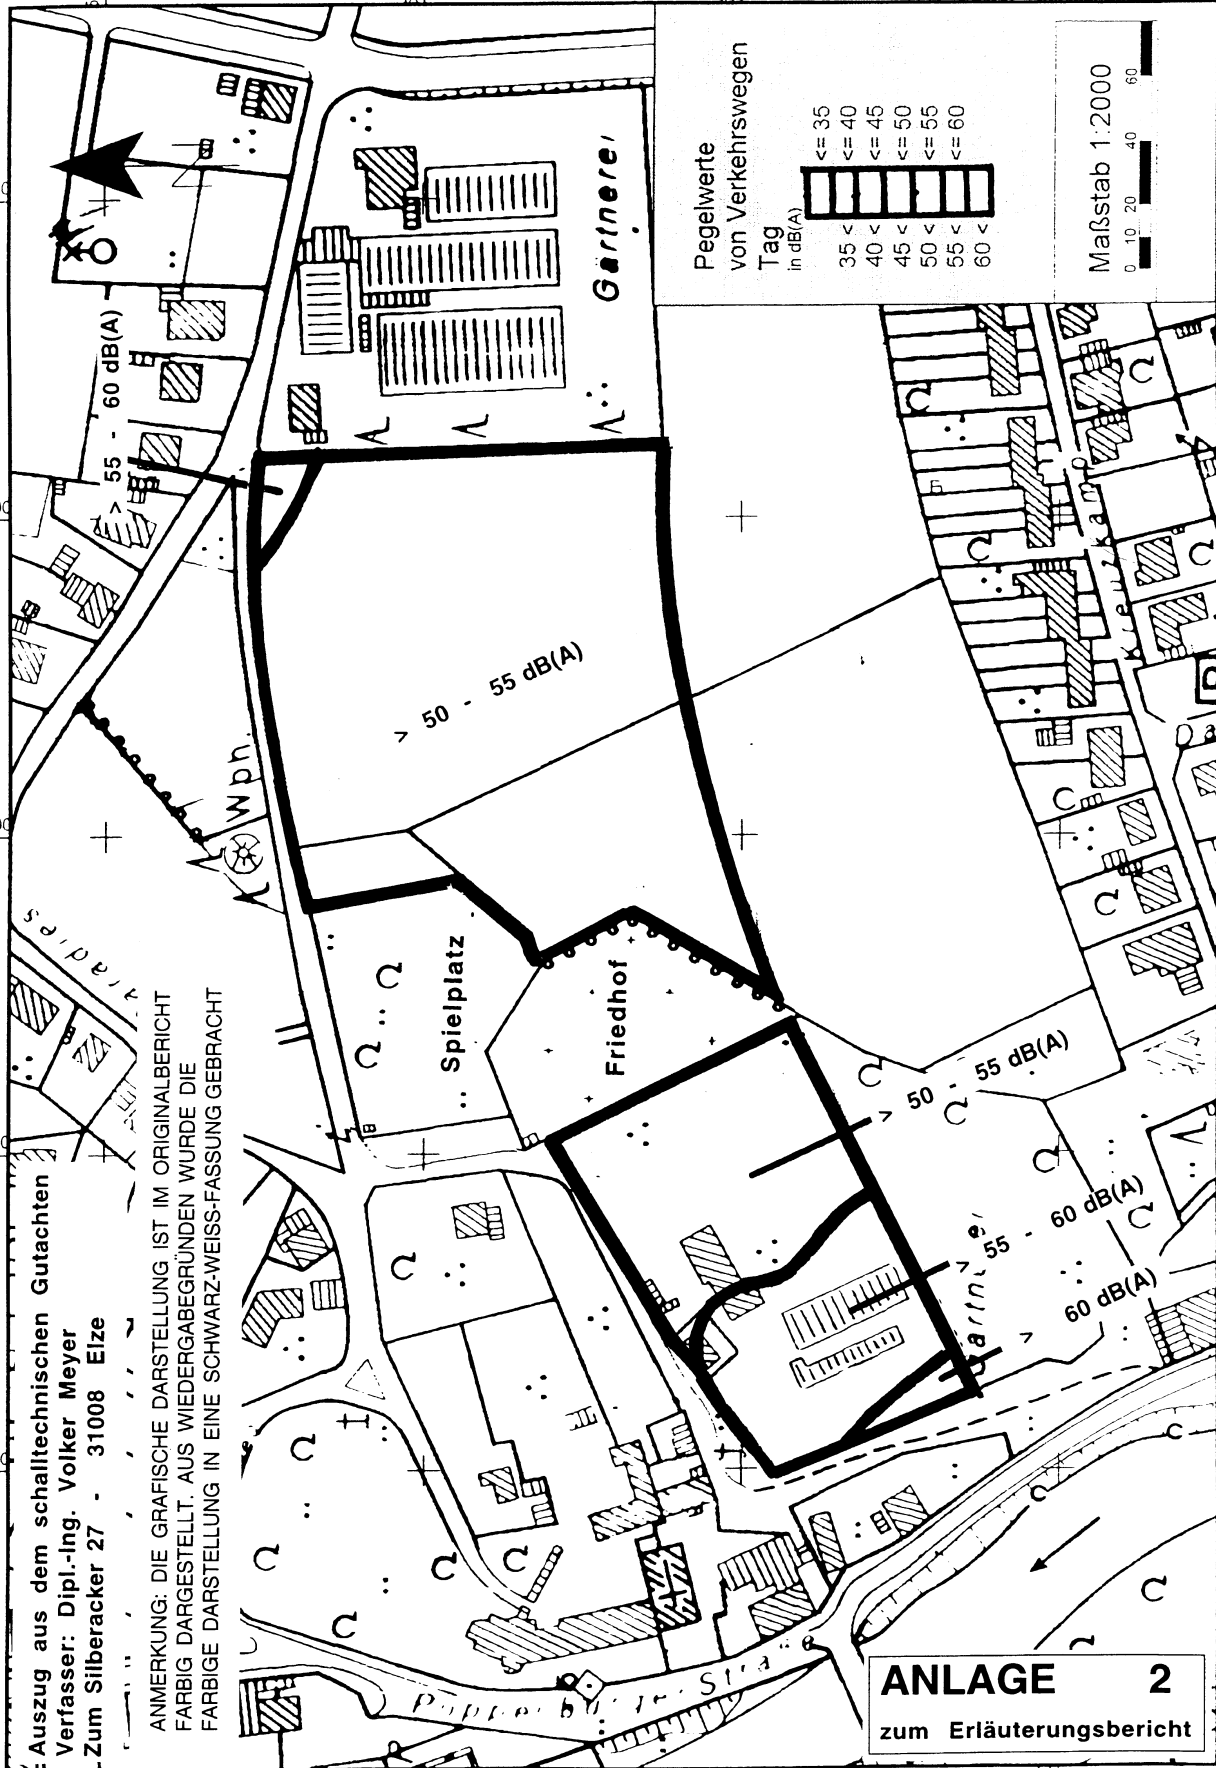 Auszug aus dem schalltechnischen Gutachten
Verfasser: Dipl.-Ing. Volker Meyer
Zum Silberacker 27 - 31008 Elze
ANMERKUNG: DIE GRAFISCHE DARSTELLUNG IST IM ORIGINALBERICHT
FARBIG DARGESTELLT. AUS WIEDERGABEGRÜNDEN WURDE DIE
FARBIGE DARSTELLUNG IN EINE SCHWARZ-WEISS-FASSUNG GEBRACHT
> 55 - 60 dB(A)
N
Gärtnerei
Pegelwerte
von Verkehrswegen
Tag
in dB(A)
<= 35
35 < <= 40
40 < <= 45
45 < <= 50
50 < <= 55
55 < <= 60
60 <
Maßstab 1:2000
0 10 20 40 60
> 50 - 55 dB(A)
Wbh.
Spielplatz
Friedhof
> 50 - 55 dB(A)
> 55 - 60 dB(A)
> 60 dB(A)
ANLAGE 2
zum Erläuterungsbericht